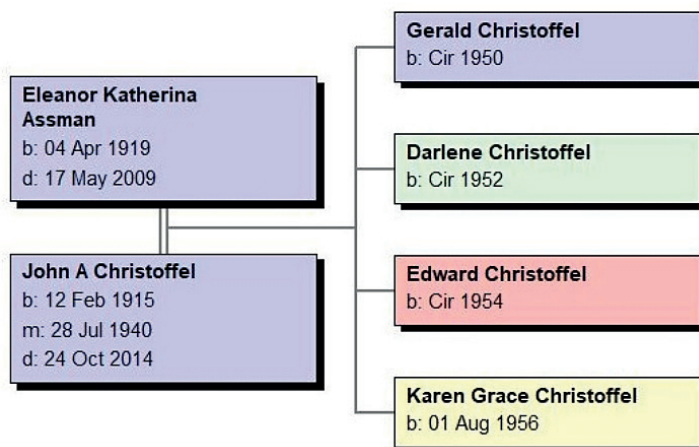 Eleanor Katherina
Assman
b: 04 Apr 1919
d: 17 May 2009
John A Christoffel
b: 12 Feb 1915
m: 28 Jul 1940
d: 24 Oct 2014
Gerald Christoffel
b: Cir 1950
Darlene Christoffel
b: Cir 1952
Edward Christoffel
b: Cir 1954
Karen Grace Christoffel
b: 01 Aug 1956